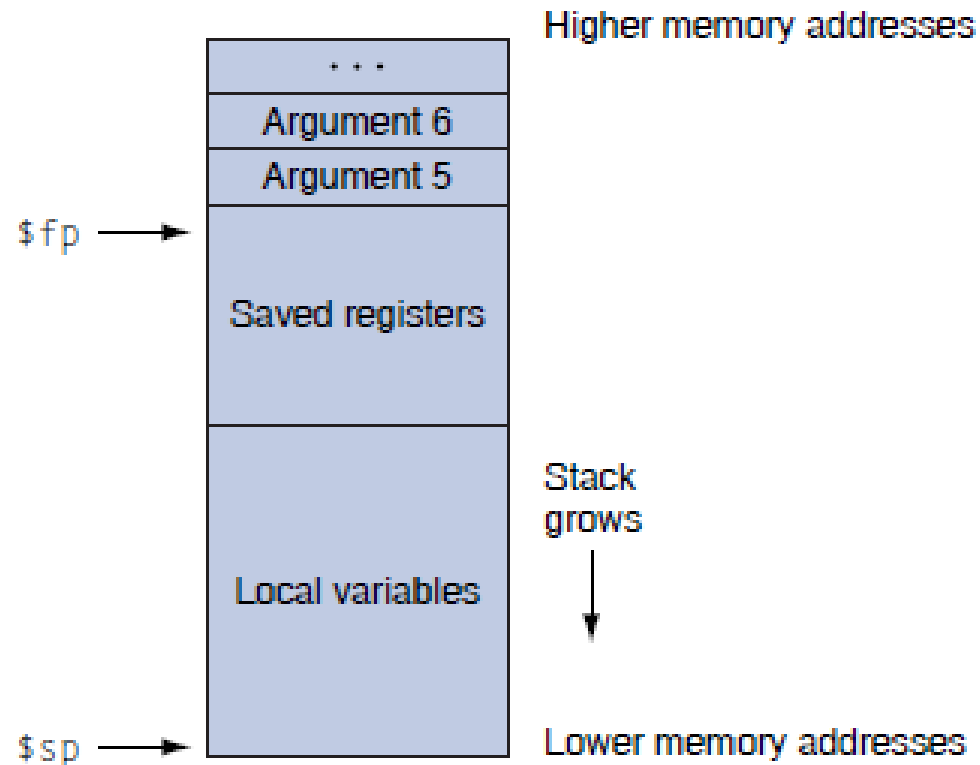 Higher memory addresses
. . .
Argument 6
Argument 5
$fp
Saved registers
Stack
grows
Local variables
$sp
Lower memory addresses